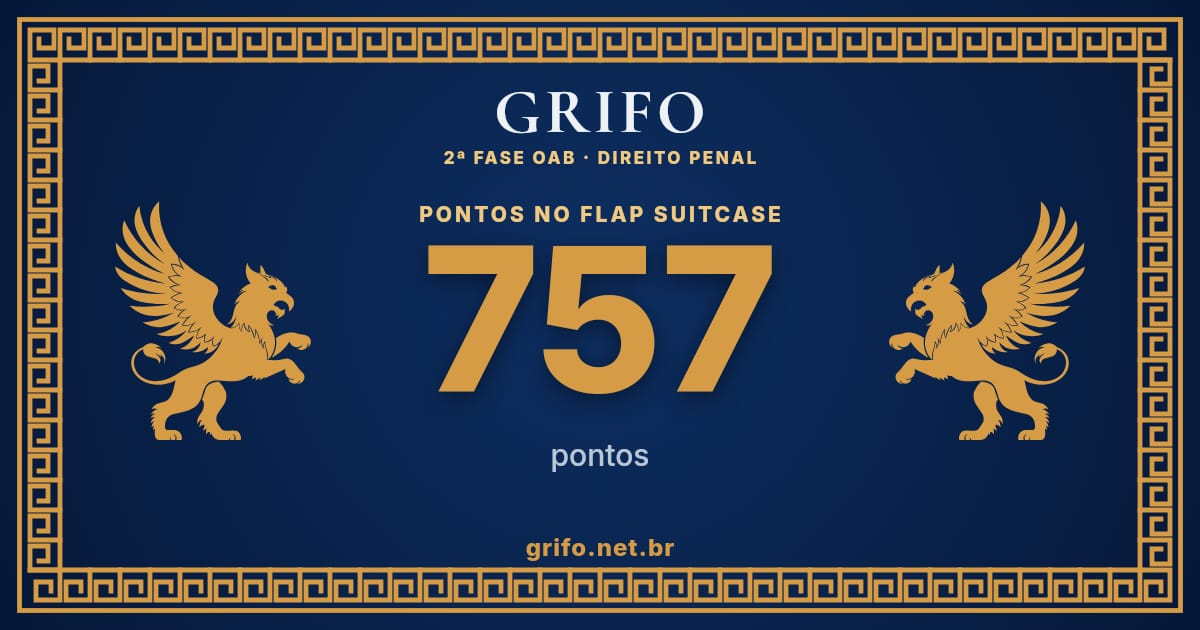 GRIFO
2ª FASE OAB · DIREITO PENAL
PONTOS NO FLAP SUITCASE
757
pontos
grifo.net.br